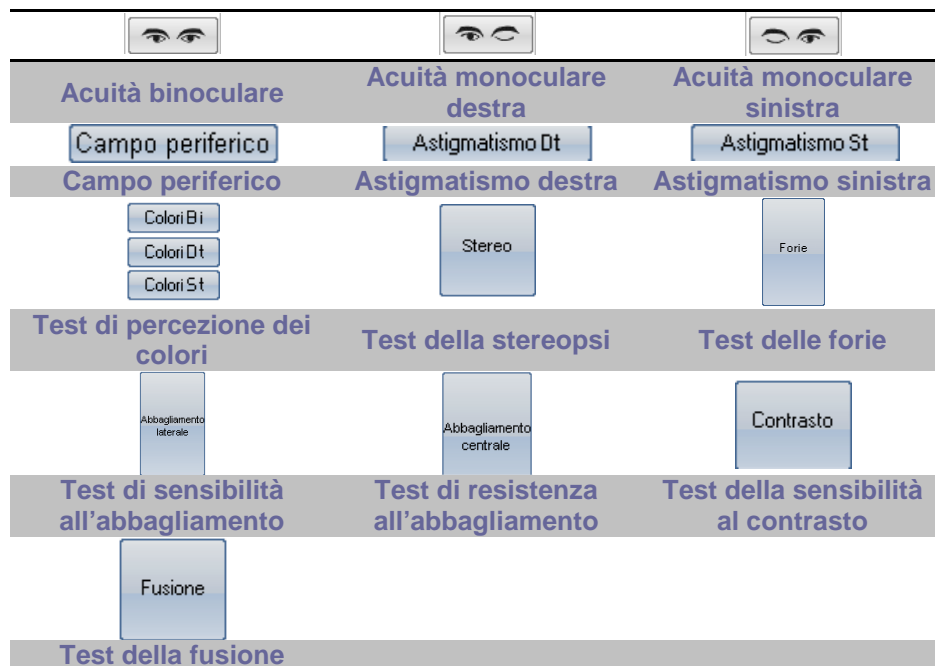 Acuità binoculare
Acuità monoculare
destra
Acuità monoculare
sinistra
Campo periferico
Astigmatismo Dt
Astigmatismo St
Campo periferico
Astigmatismo destra
Astigmatismo sinistra
Colori Bi
Colori Dt
Colori St
Stereo
Forie
Test di percezione dei
colori
Test della stereopsi
Test delle forie
Abbagliamento
laterale
Abbagliamento
centrale
Contrasto
Test di sensibilità
all’abbagliamento
Test di resistenza
all’abbagliamento
Test della sensibilità
al contrasto
Fusione
Test della fusione